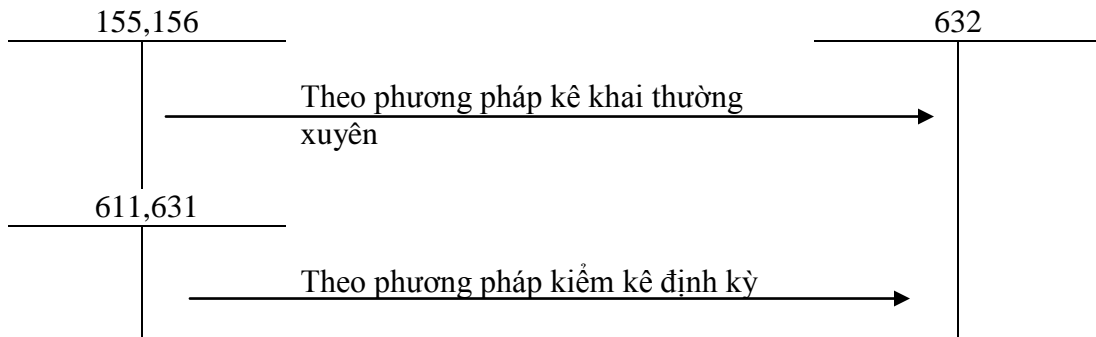 155,156
632
Theo phương pháp kê khai thường
xuyên
611,631
Theo phương pháp kiểm kê định kỳ